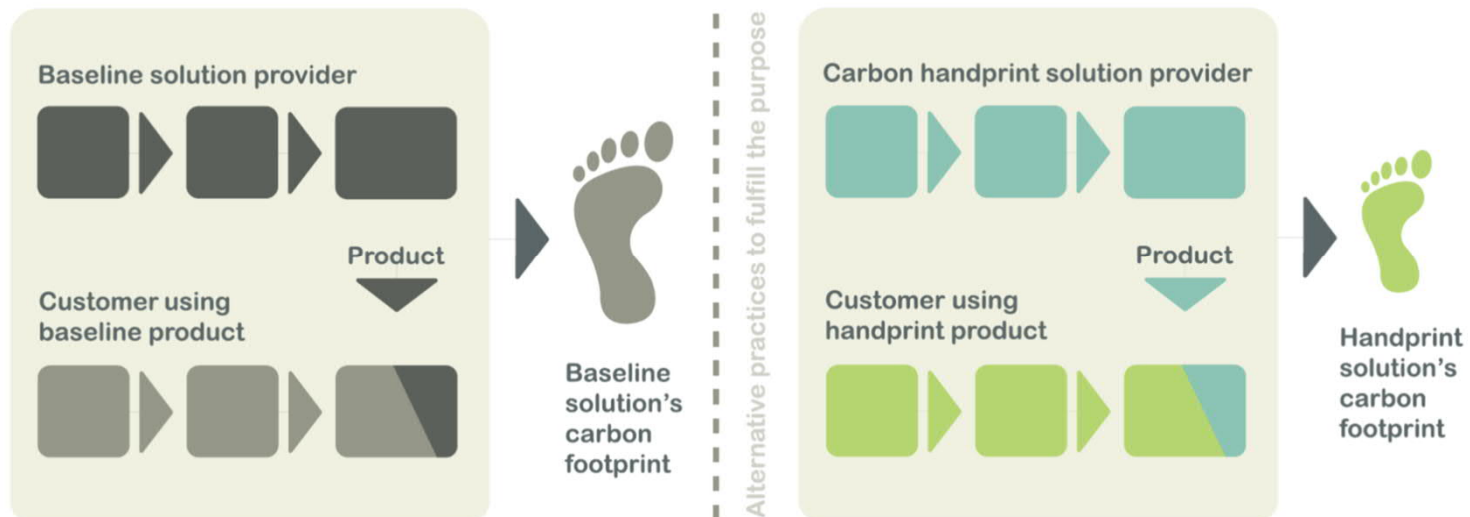 Baseline solution provider
Product
Customer using
baseline product
Baseline
solution's
carbon
footprint
Alternative practices to fulfill the purpose
Carbon handprint solution provider
Product
Customer using
handprint product
Handprint
solution's
carbon
footprint